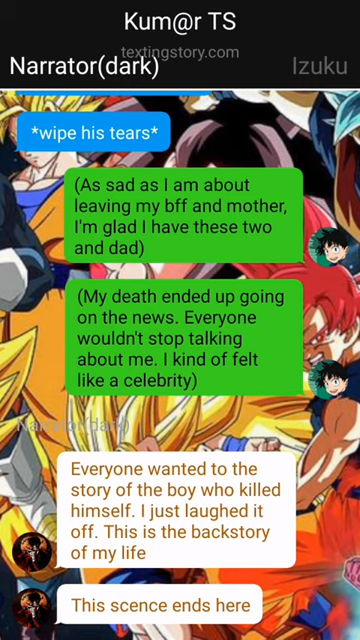 Kum@r TS
textingstory.com
Narrator(dark)
Izuku
*wipe his tears*
(As sad as I am about
leaving my bff and mother,
I'm glad I have these two
and dad)
(My death ended up going
on the news. Everyone
wouldn't stop talking
about me. I kind of felt
like a celebrity)
Narrator(dark)
Everyone wanted to the
story of the boy who killed
himself. I just laughed it
off. This is the backstory
of my life
This scence ends here